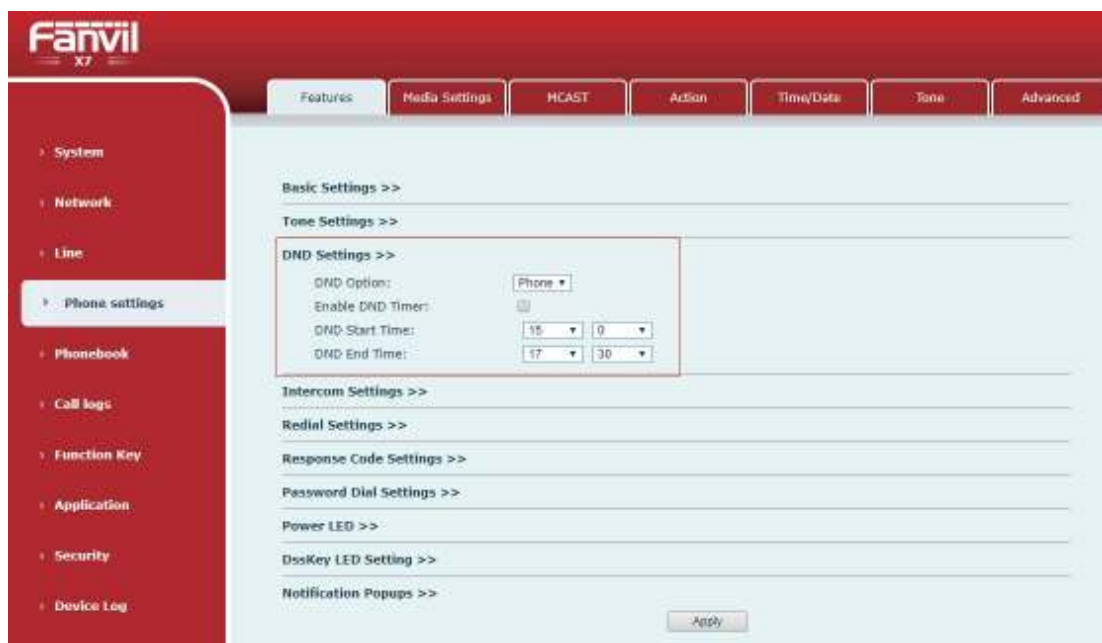 Fanvil
X7
Features Media Settings MCAST Action Time/Date Tone Advanced
› System
› Network
› Line
› Phone settings
› Phonebook
› Call logs
› Function Key
› Application
› Security
› Device Log
Basic Settings >>
Tone Settings >>
DND Settings >>
DND Option: Phone ▼
Enable DND Timer:
DND Start Time: 15 ▼ 0 ▼
DND End Time: 17 ▼ 30 ▼
Intercom Settings >>
Redial Settings >>
Response Code Settings >>
Password Dial Settings >>
Power LED >>
DssKey LED Setting >>
Notification Popups >>
Apply